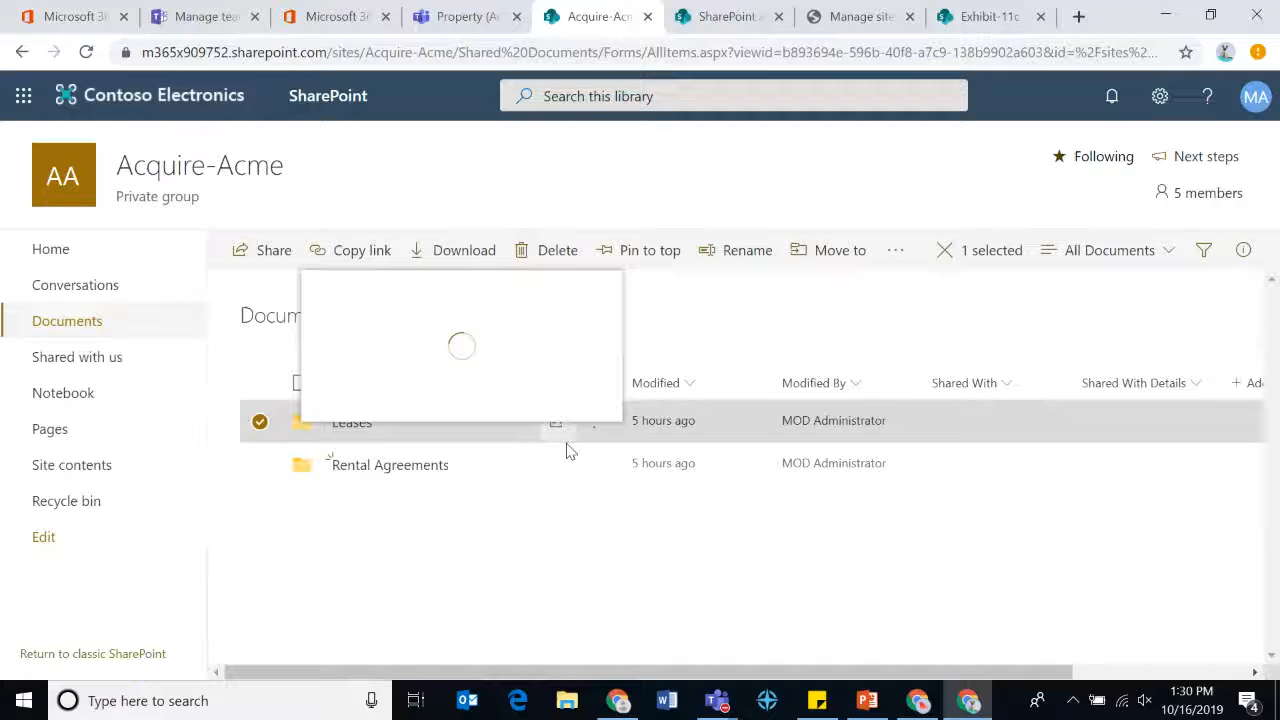 Microsoft 3
Manage tea
Microsoft 3
Property (A
Acquire-Acm
SharePoint a
Manage site
Exhibit-11c
m365x909752.sharepoint.com/sites/Acquire-Acme/Shared%20Documents/Forms/AllItems.aspx?viewid=b893694e-596b-40f8-a7c9-138b9902a603&id=%2Fsites%2...
Contoso Electronics
SharePoint
Search this library
MA
AA
Acquire-Acme
Private group
Following
Next steps
5 members
Home
Conversations
Documents
Shared with us
Notebook
Pages
Site contents
Recycle bin
Edit
Return to classic SharePoint
Share
Copy link
Download
Delete
Pin to top
Rename
Move to
1 selected
All Documents
Docum
Modified
Modified By
Shared With
Shared With Details
Ad
Leases
5 hours ago
MOD Administrator
Rental Agreements
5 hours ago
MOD Administrator
Type here to search
1:30 PM
10/16/2019
4